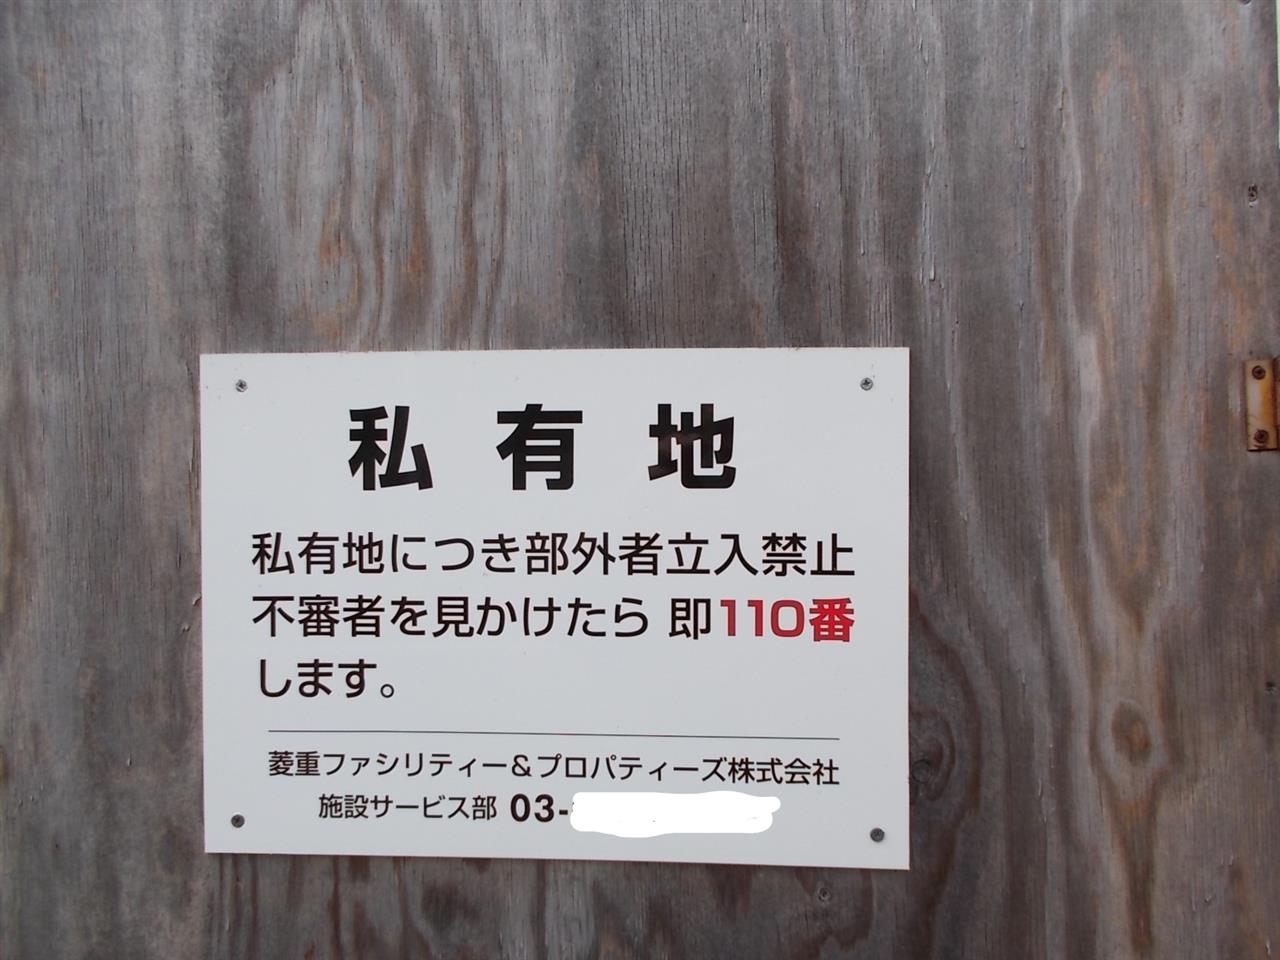 私有地
私有地につき部外者立入禁止
不審者を見かけたら 即110番
します。
菱重ファシリティー&プロパティーズ株式会社
施設サービス部 03-